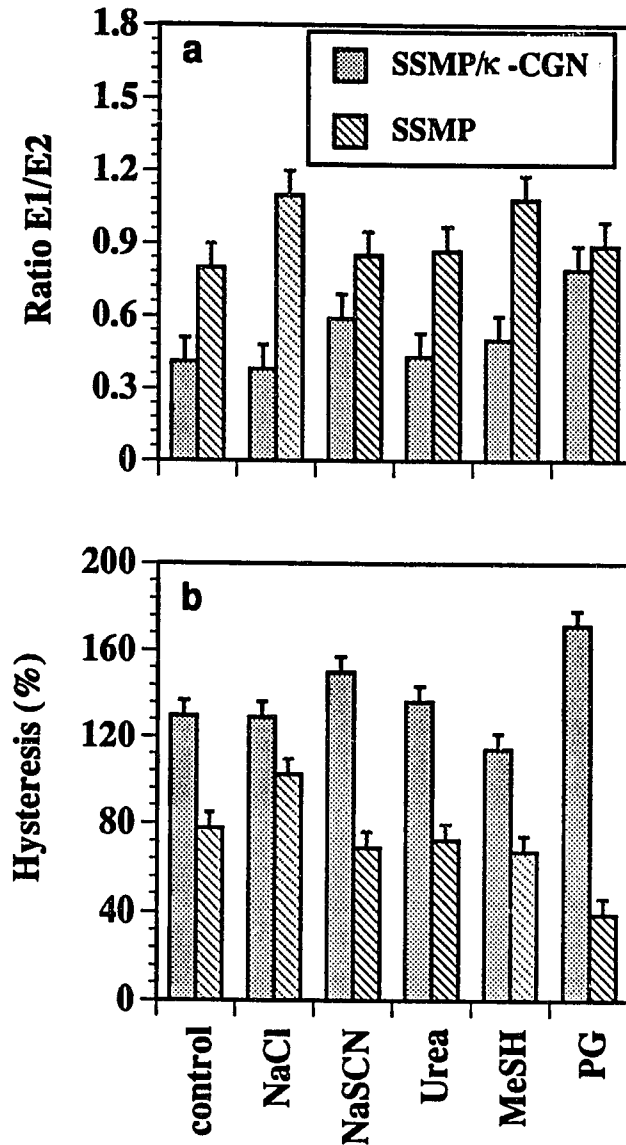 1.8
a
SSMP/κ -CGN
SSMP
1.5
1.2
0.9
0.6
0.3
0
Ratio E1/E2
200
b
160
120
80
40
0
Hysteresis (%)
control
NaCl
NaSCN
Urea
MeSH
PG